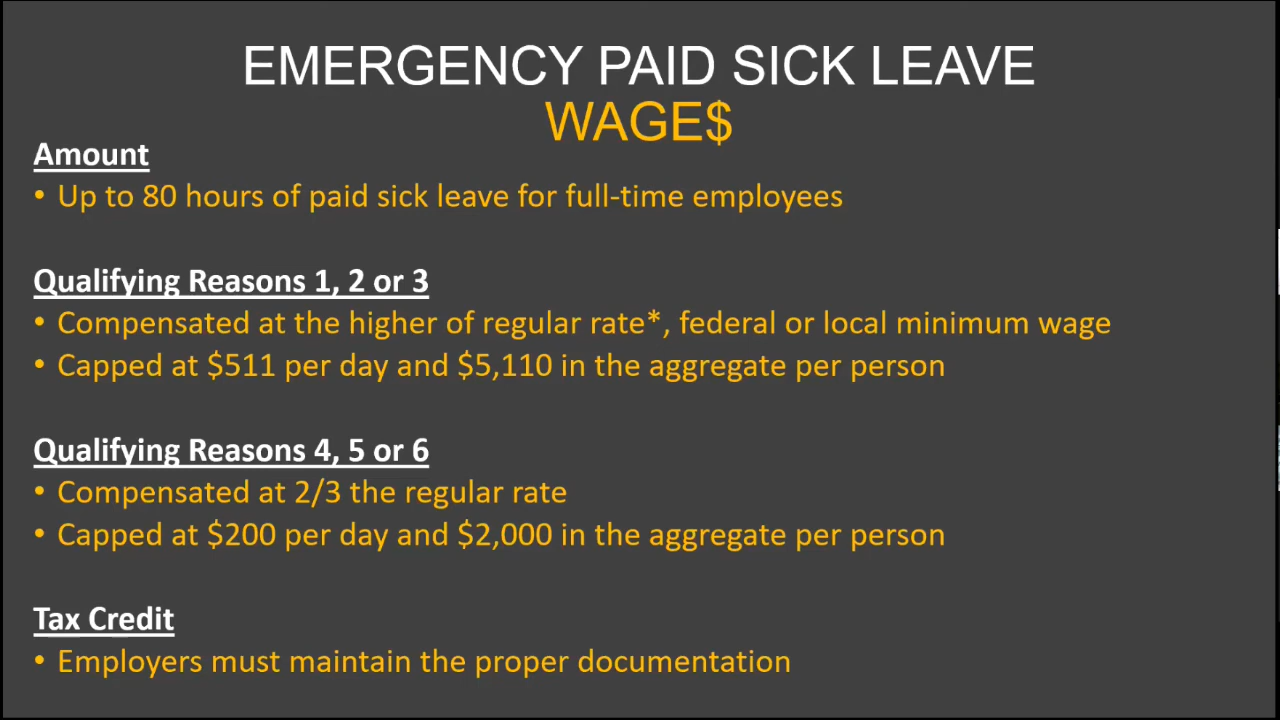 EMERGENCY PAID SICK LEAVE
WAGE$
Amount
• Up to 80 hours of paid sick leave for full-time employees
Qualifying Reasons 1, 2 or 3
• Compensated at the higher of regular rate*, federal or local minimum wage
• Capped at $511 per day and $5,110 in the aggregate per person
Qualifying Reasons 4, 5 or 6
• Compensated at 2/3 the regular rate
• Capped at $200 per day and $2,000 in the aggregate per person
Tax Credit
• Employers must maintain the proper documentation